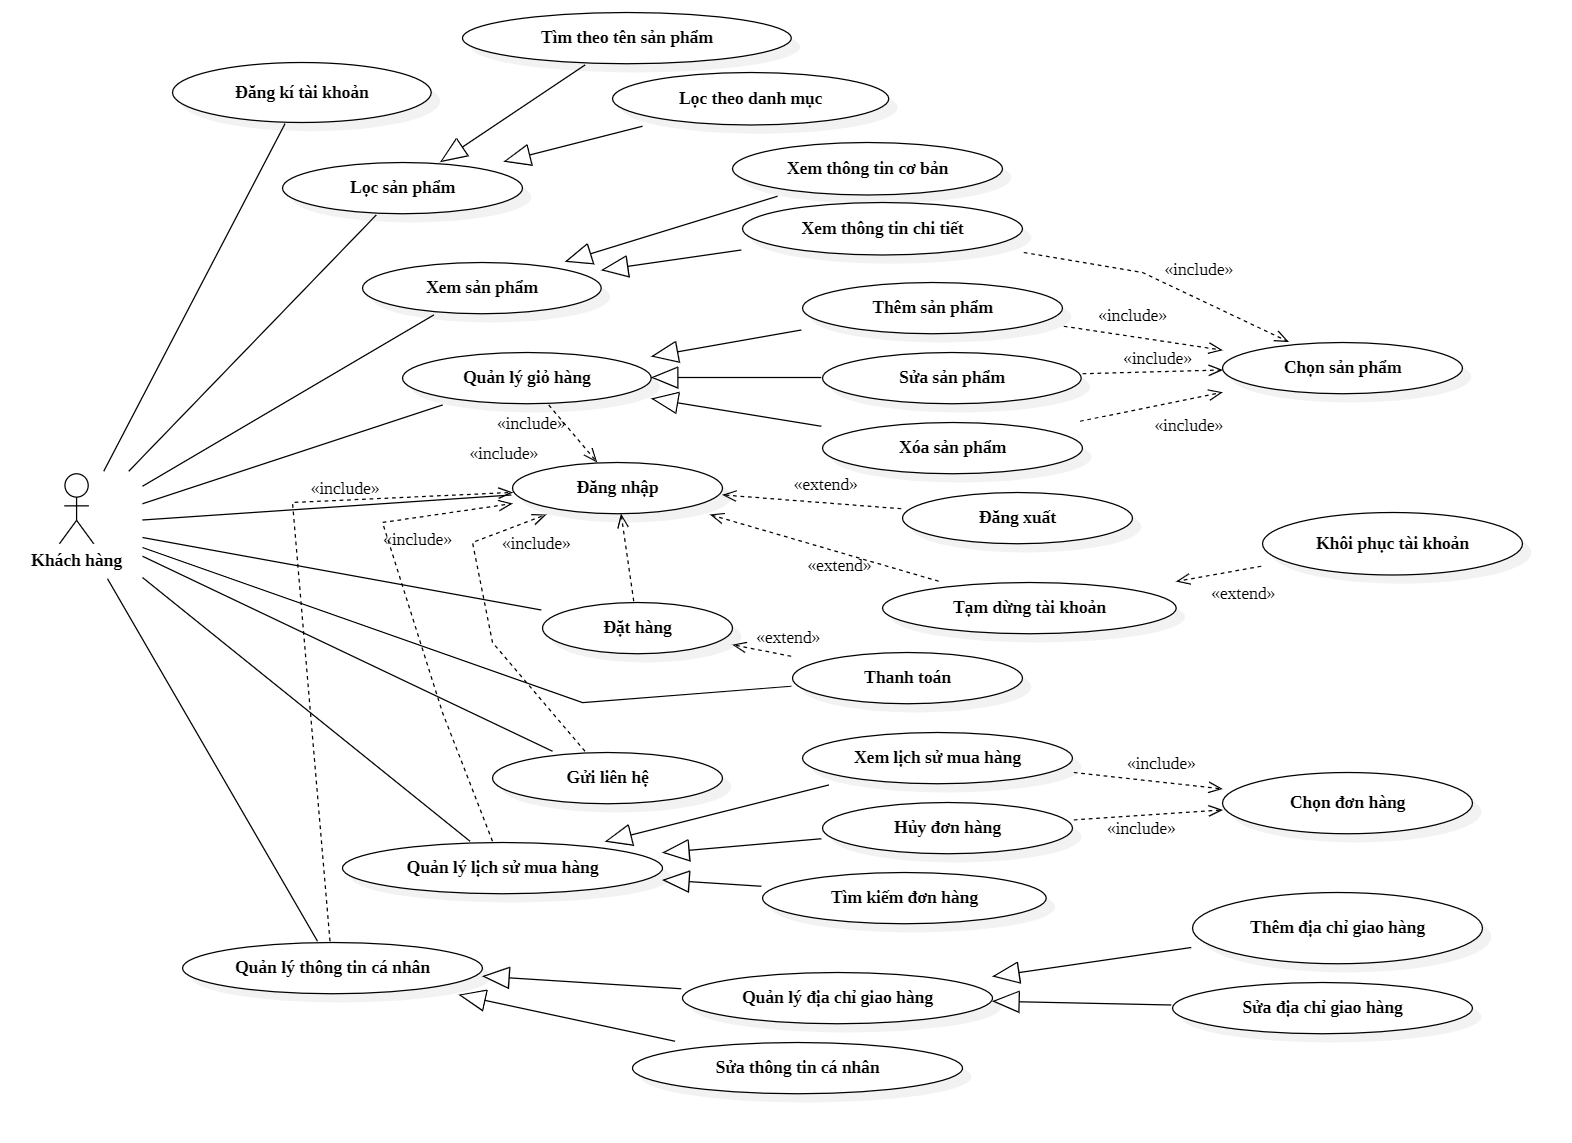 Tìm theo tên sản phẩm
Đăng kí tài khoản
Lọc theo danh mục
Xem thông tin cơ bản
Lọc sản phẩm
Xem thông tin chi tiết
«include»
Xem sản phẩm
Thêm sản phẩm
«include»
«include»
Chọn sản phẩm
Quản lý giỏ hàng
Sửa sản phẩm
«include»
«include»
Xóa sản phẩm
«include»
«include»
Đăng nhập
«extend»
Đăng xuất
«include»
«include»
Khôi phục tài khoản
Khách hàng
«extend»
«extend»
Tạm dừng tài khoản
Đặt hàng
«extend»
Thanh toán
Xem lịch sử mua hàng
«include»
Gửi liên hệ
Chọn đơn hàng
Hủy đơn hàng
«include»
Quản lý lịch sử mua hàng
Tìm kiếm đơn hàng
Thêm địa chỉ giao hàng
Quản lý thông tin cá nhân
Quản lý địa chỉ giao hàng
Sửa địa chỉ giao hàng
Sửa thông tin cá nhân